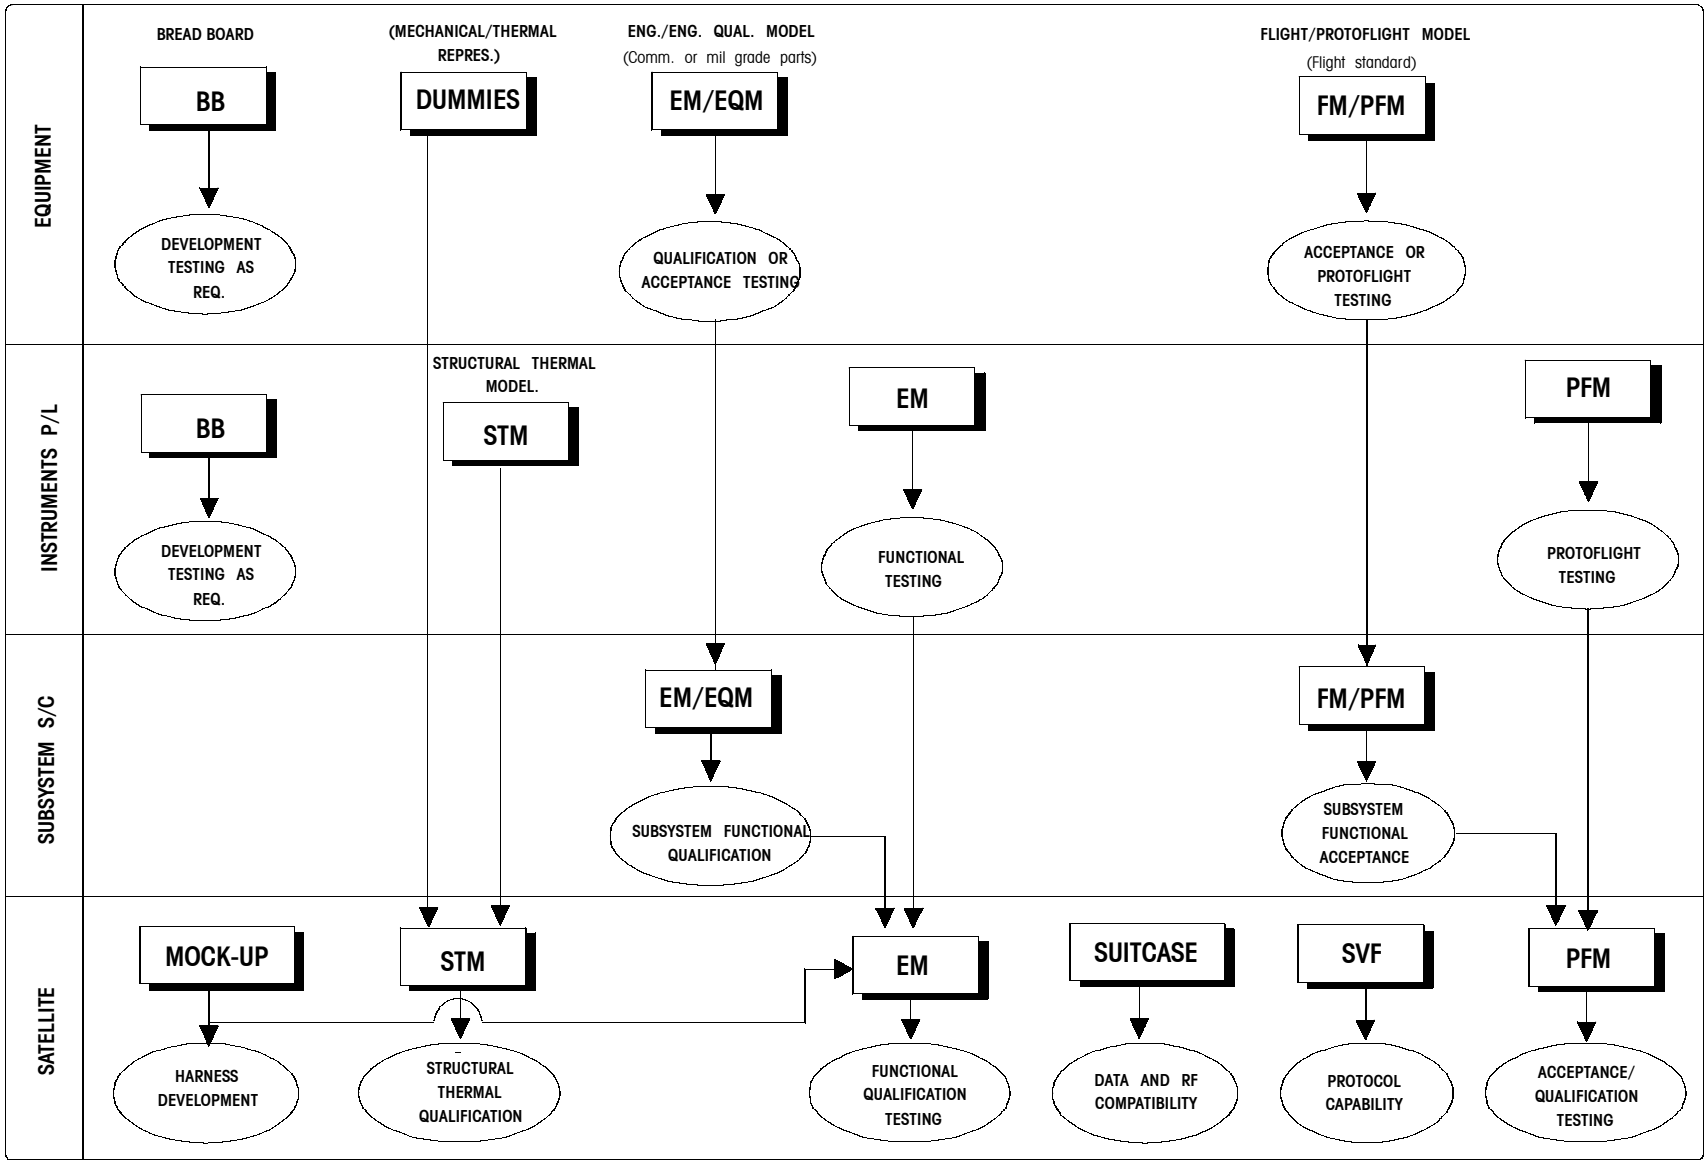 EQUIPMENT
BREAD BOARD
BB
DEVELOPMENT
TESTING AS
REQ.
(MECHANICAL/THERMAL
REPRES.)
DUMMIES
ENG./ENG. QUAL. MODEL
(Comm. or mil grade parts)
EM/EQM
QUALIFICATION OR
ACCEPTANCE TESTING
FLIGHT/PROTOFLIGHT MODEL
(Flight standard)
FM/PFM
ACCEPTANCE OR
PROTOFLIGHT
TESTING
INSTRUMENTS P/L
BB
DEVELOPMENT
TESTING AS
REQ.
STRUCTURAL THERMAL
MODEL.
STM
EM
FUNCTIONAL
TESTING
PFM
PROTOFLIGHT
TESTING
SUBSYSTEM S/C
EM/EQM
SUBSYSTEM FUNCTIONAL
QUALIFICATION
FM/PFM
SUBSYSTEM
FUNCTIONAL
ACCEPTANCE
SATELLITE
MOCK-UP
HARNESS
DEVELOPMENT
STM
STRUCTURAL
THERMAL
QUALIFICATION
EM
FUNCTIONAL
QUALIFICATION
TESTING
SUITCASE
DATA AND RF
COMPATIBILITY
SVF
PROTOCOL
CAPABILITY
PFM
ACCEPTANCE/
QUALIFICATION
TESTING